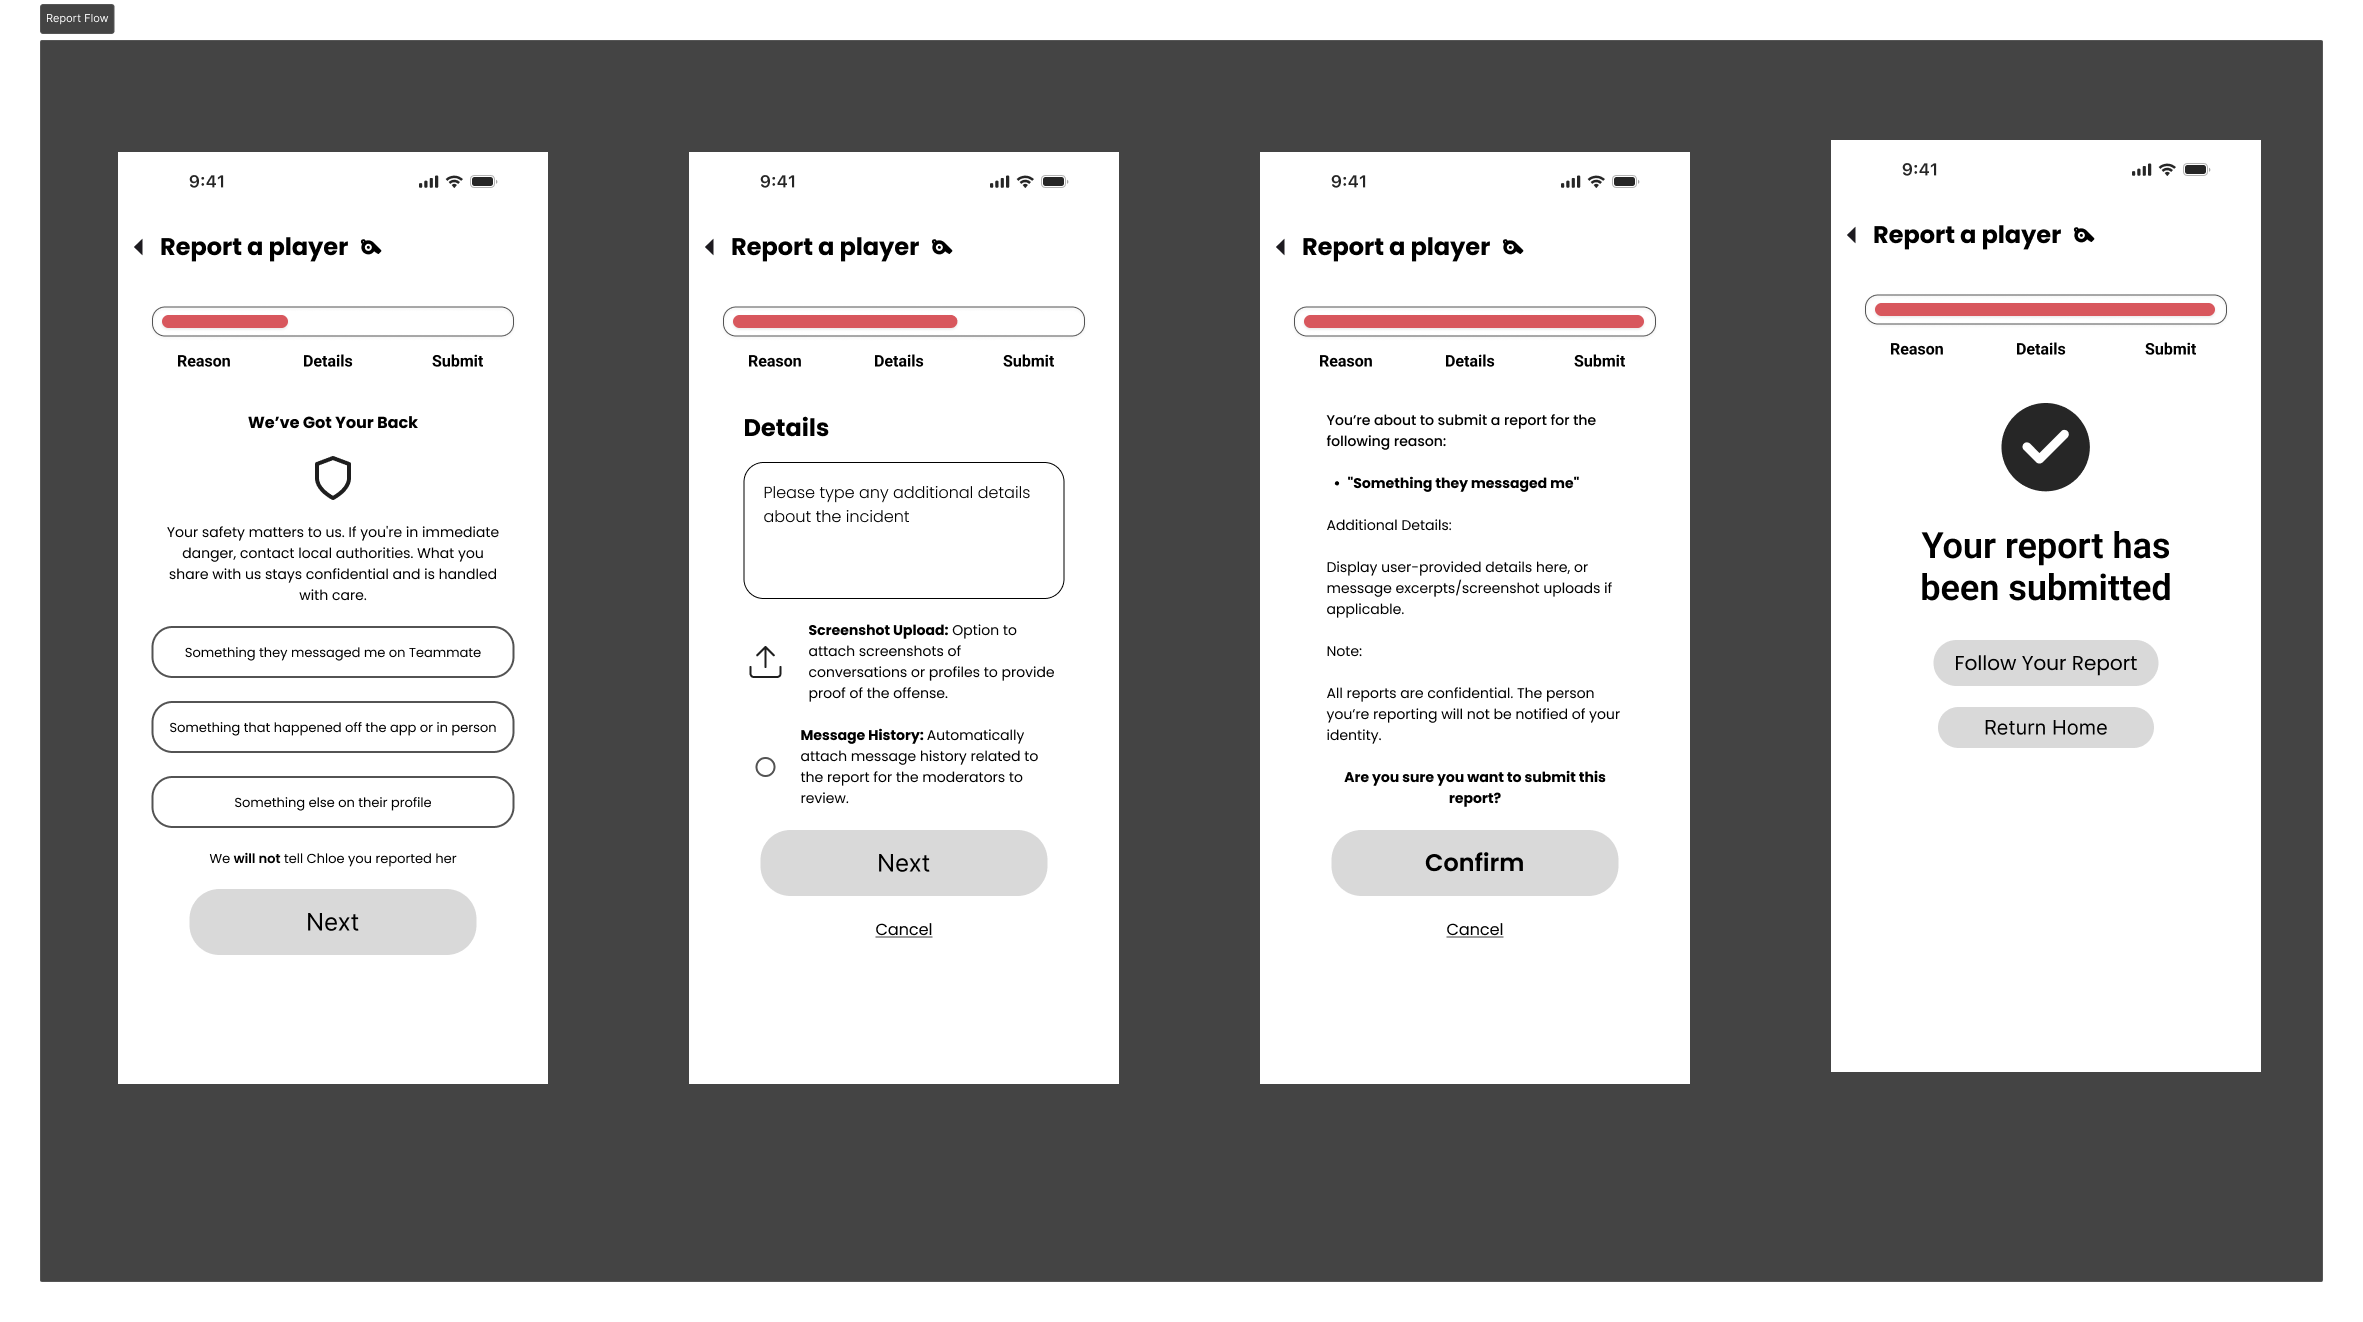 Report Flow
9:41
Report a player
Reason Details Submit
We've Got Your Back
Your safety matters to us. If you're in immediate
danger, contact local authorities. What you
share with us stays confidential and is handled
with care.
Something they messaged me on Teammate
Something that happened off the app or in person
Something else on their profile
We will not tell Chloe you reported her
Next
9:41
Report a player
Reason Details Submit
Details
Please type any additional details
about the incident
Screenshot Upload: Option to
attach screenshots of
conversations or profiles to provide
proof of the offense.
Message History: Automatically
attach message history related to
the report for the moderators to
review.
Next
Cancel
9:41
Report a player
Reason Details Submit
You're about to submit a report for the
following reason:
• "Something they messaged me"
Additional Details:
Display user-provided details here, or
message excerpts/screenshot uploads if
applicable.
Note:
All reports are confidential. The person
you're reporting will not be notified of your
identity.
Are you sure you want to submit this
report?
Confirm
Cancel
9:41
Report a player
Reason Details Submit
Your report has
been submitted
Follow Your Report
Return Home